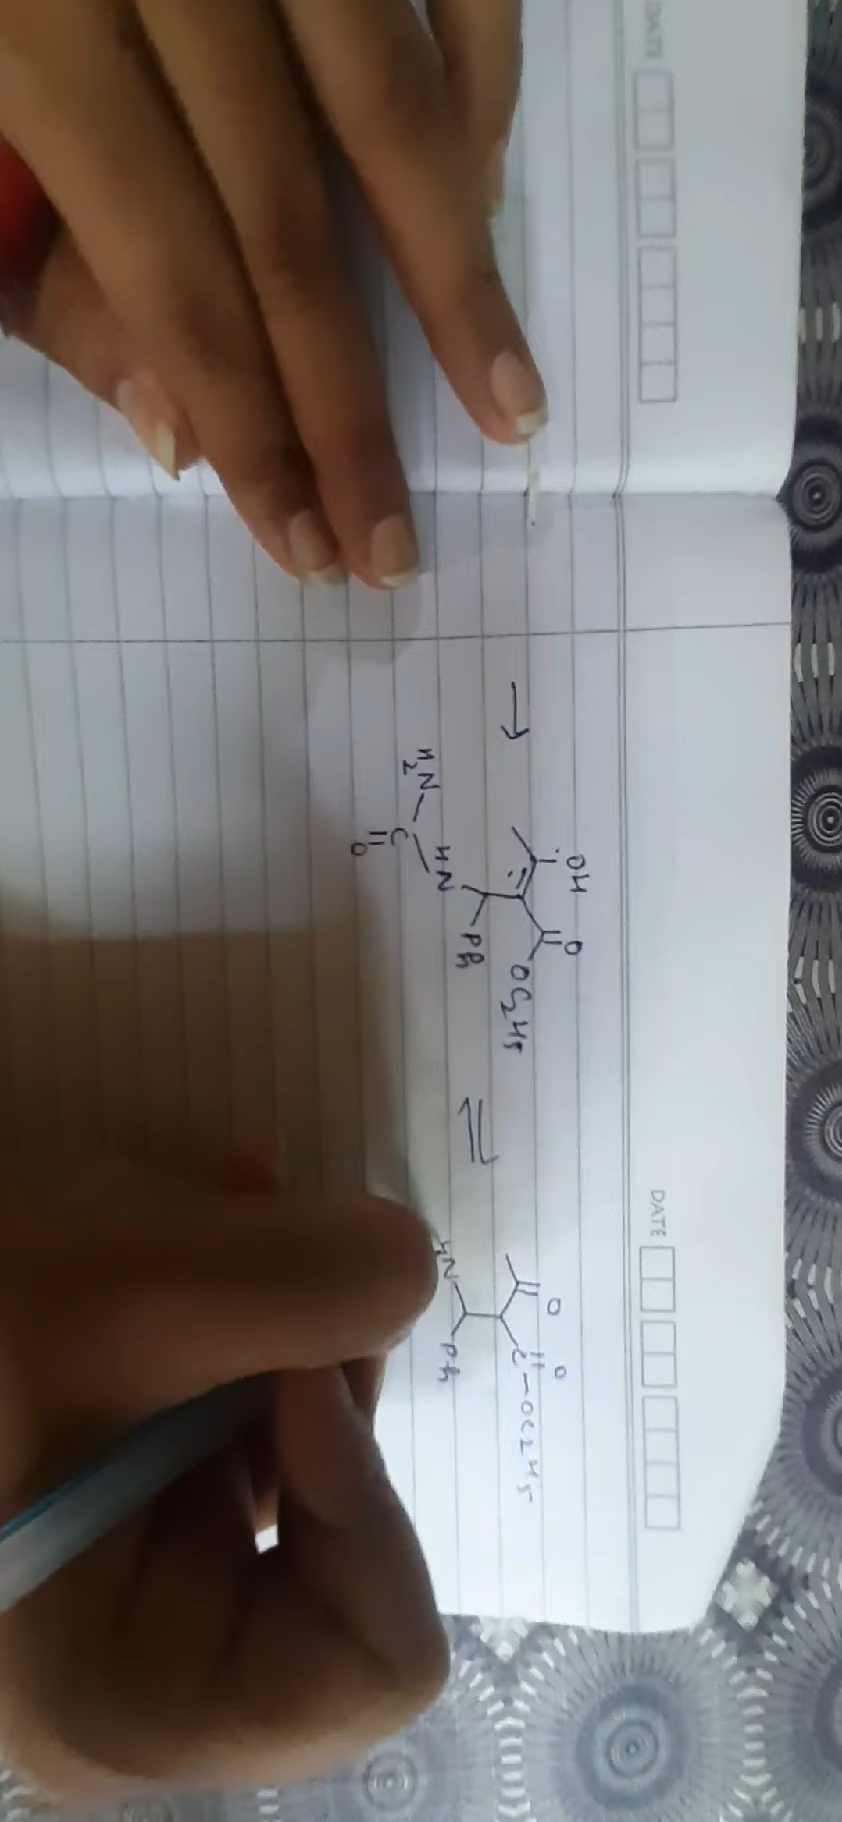 DATE
DATE
→
OH
O
OC2H5
Ph
HN
H2N
C
O
⇌
O
O
C-OC2H5
HN
Ph